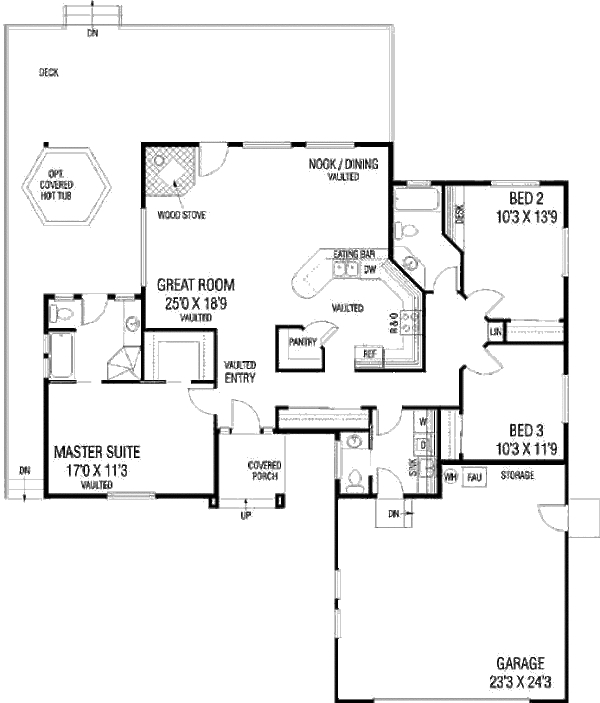 DN
DECK
OPT.
COVERED
HOT TUB
WOOD STOVE
NOOK / DINING
VAULTED
DESK
BED 2
10'3 X 13'9
EATING BAR
DW
GREAT ROOM
25'0 X 18'9
VAULTED
VAULTED
R&O
PANTRY
REF
LIN
VAULTED
ENTRY
BED 3
10'3 X 11'9
W
D
SINK
MASTER SUITE
17'0 X 11'3
VAULTED
COVERED
PORCH
DN
UP
WH
FAU
STORAGE
DN
GARAGE
23'3 X 24'3